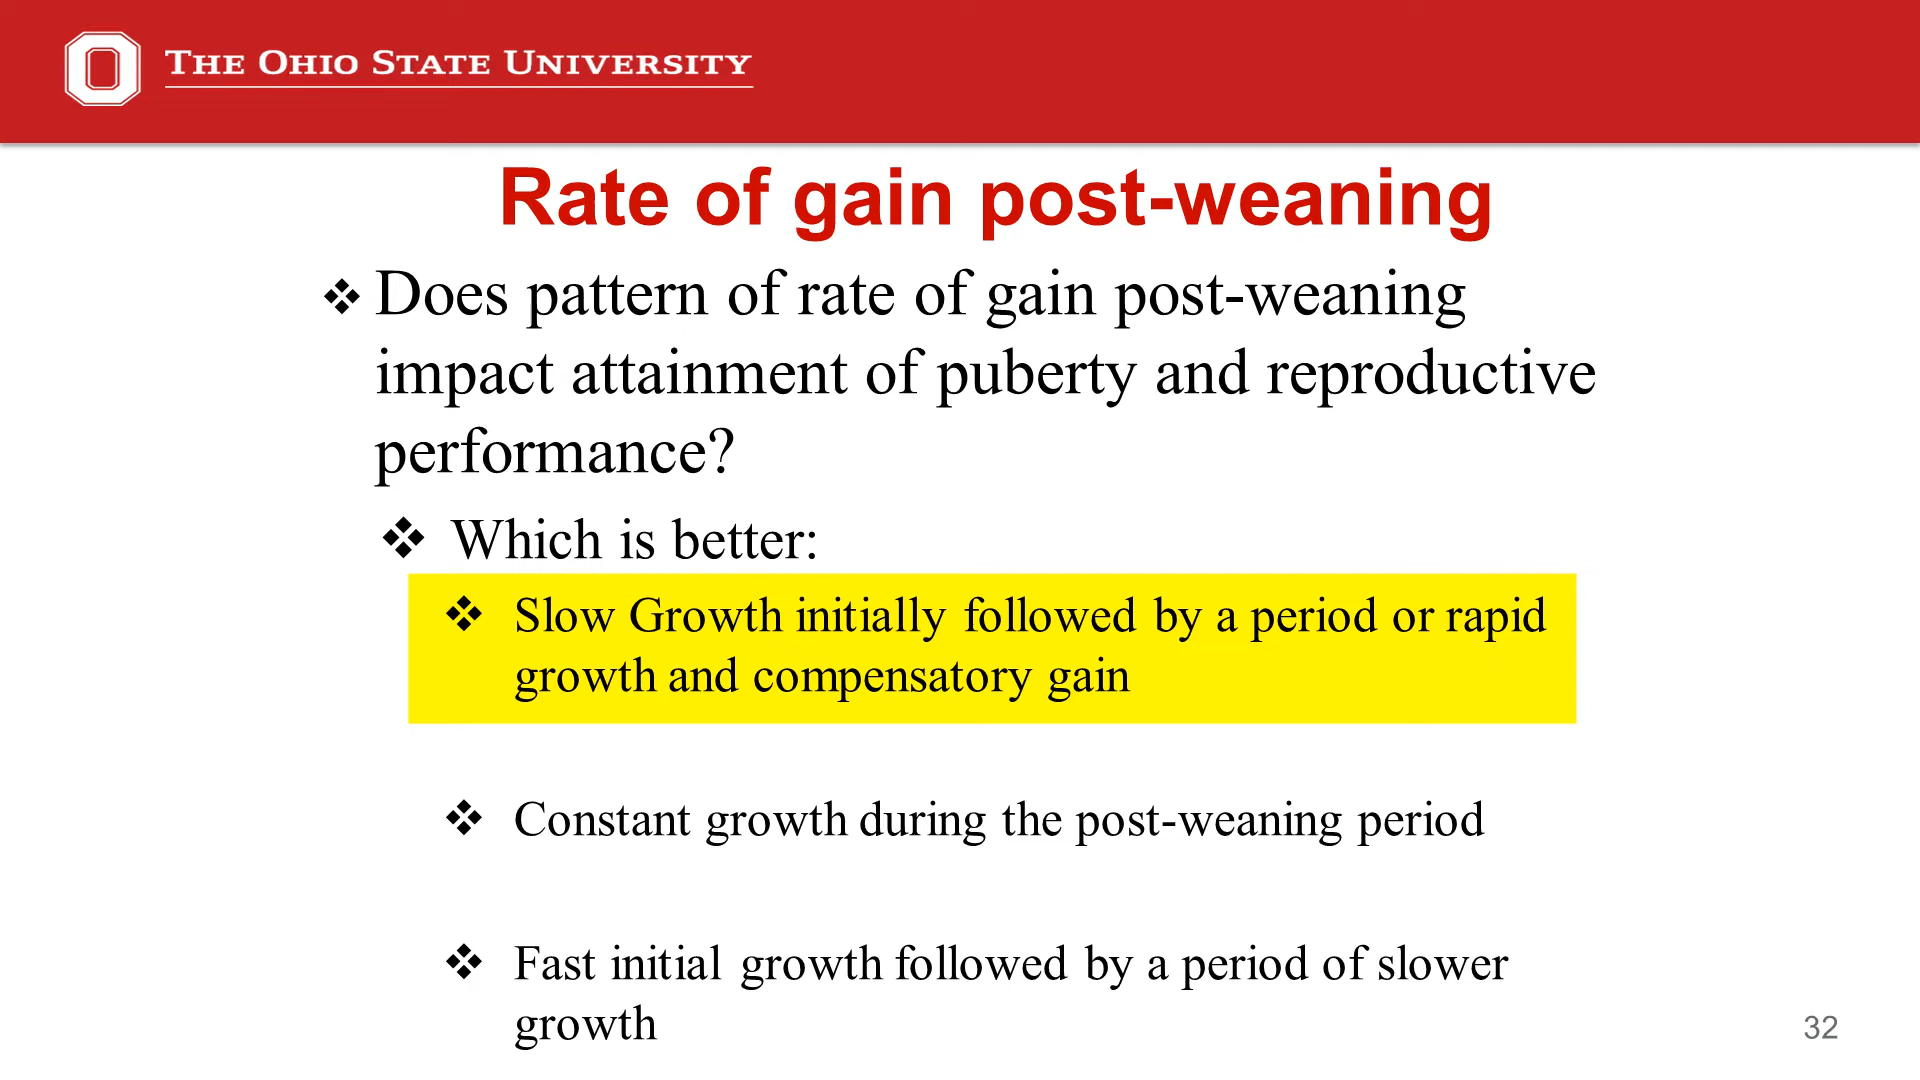 THE OHIO STATE UNIVERSITY
Rate of gain post-weaning
❖ Does pattern of rate of gain post-weaning
impact attainment of puberty and reproductive
performance?
❖ Which is better:
❖ Slow Growth initially followed by a period or rapid
growth and compensatory gain
❖ Constant growth during the post-weaning period
❖ Fast initial growth followed by a period of slower
growth
32